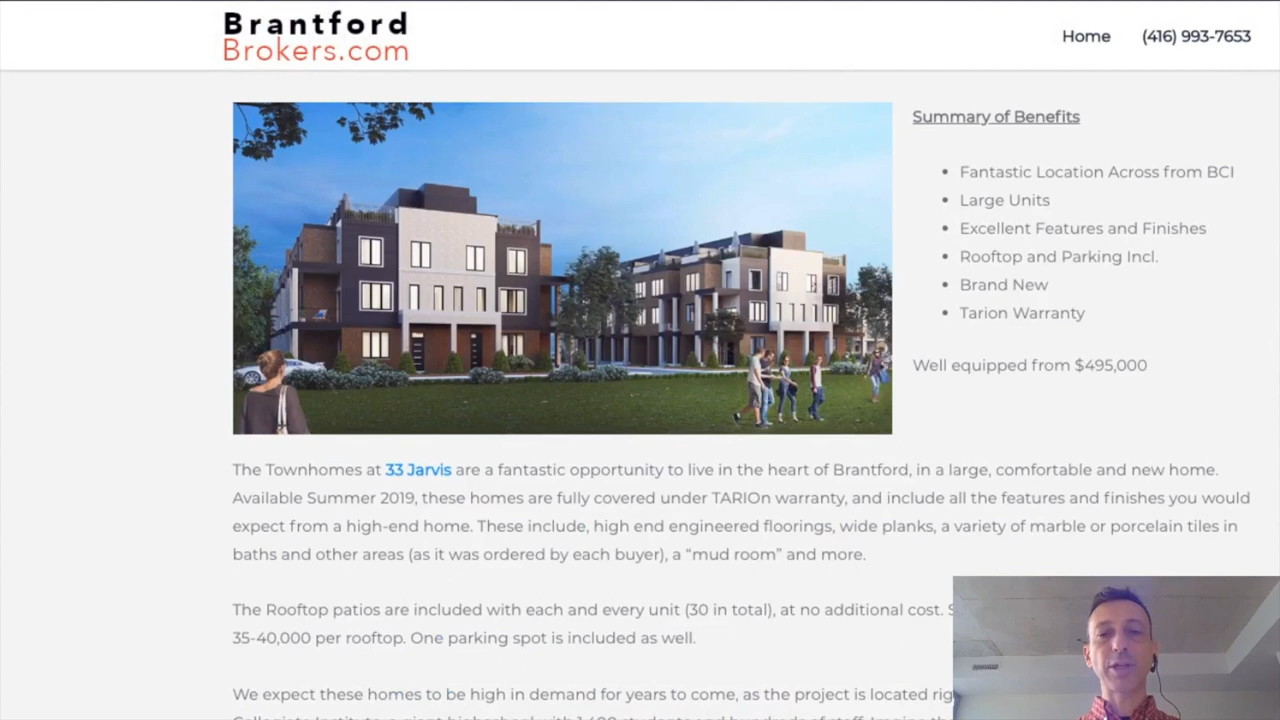 Brantford
Brokers.com
Home
(416) 993-7653
Summary of Benefits
Fantastic Location Across from BCI
Large Units
Excellent Features and Finishes
Rooftop and Parking Incl.
Brand New
Tarion Warranty
Well equipped from $495,000
The Townhomes at 33 Jarvis are a fantastic opportunity to live in the heart of Brantford, in a large, comfortable and new home.
Available Summer 2019, these homes are fully covered under TARIOn warranty, and include all the features and finishes you would
expect from a high-end home. These include, high end engineered floorings, wide planks, a variety of marble or porcelain tiles in
baths and other areas (as it was ordered by each buyer), a “mud room” and more.
The Rooftop patios are included with each and every unit (30 in total), at no additional cost.
35-40,000 per rooftop. One parking spot is included as well.
We expect these homes to be high in demand for years to come, as the project is located